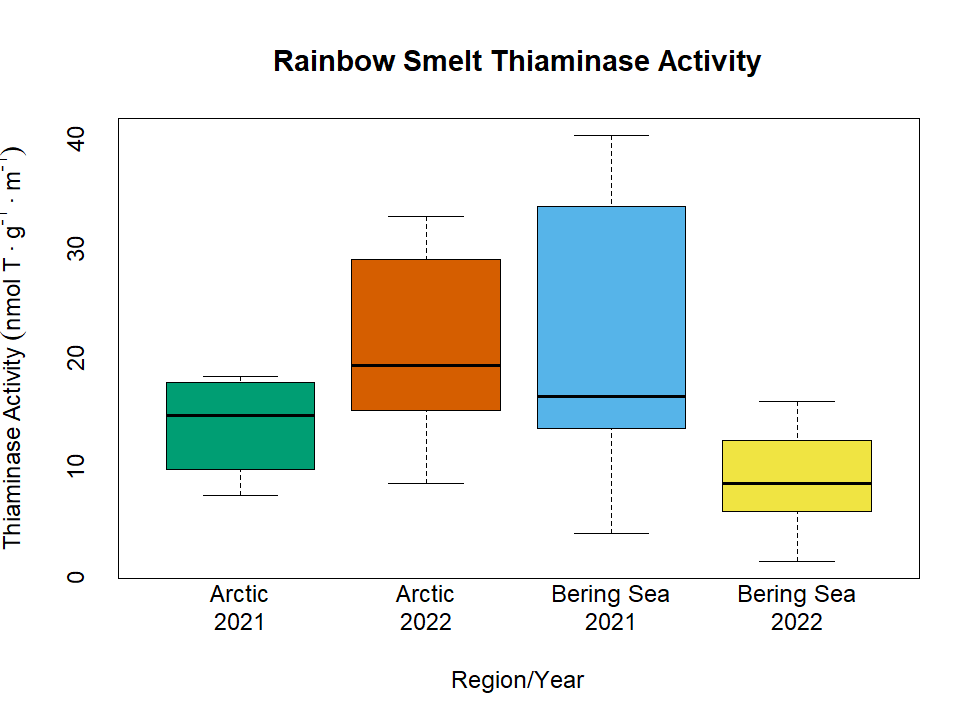 Rainbow Smelt Thiaminase Activity
Thiaminase Activity (nmol T · g⁻¹ · m⁻¹)
40
30
20
10
0
Arctic Arctic Bering Sea Bering Sea
2021 2022 2021 2022
Region/Year